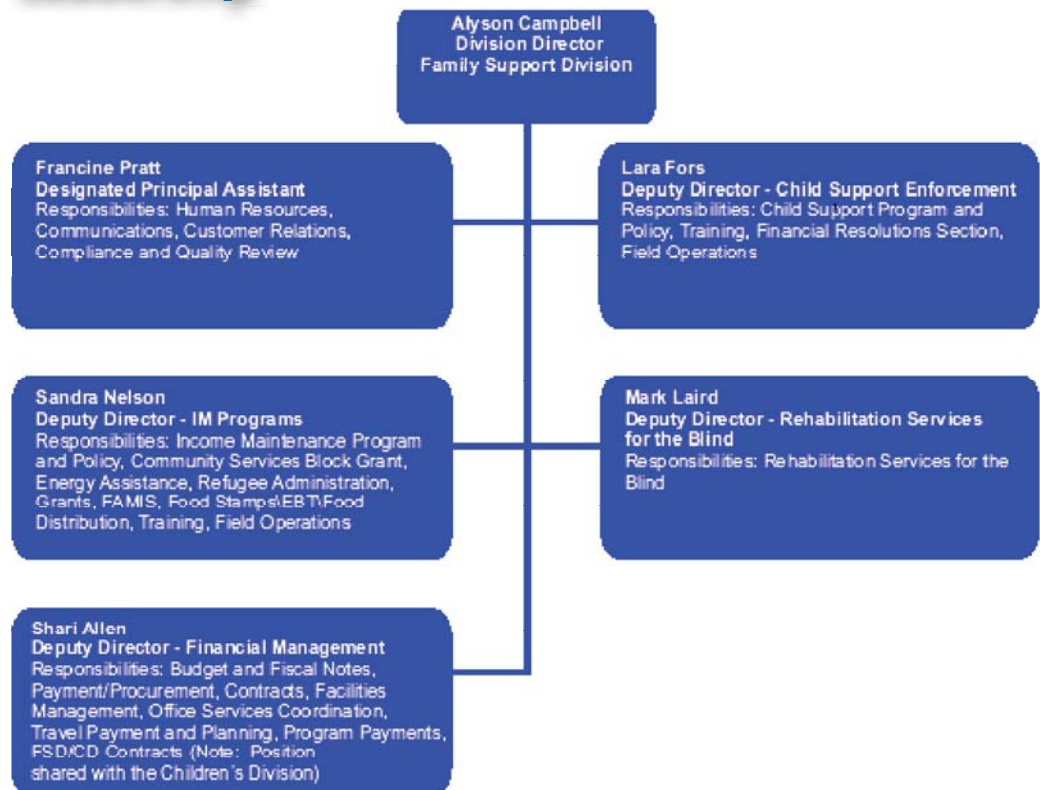 Alyson Campbell
Division Director
Family Support Division
Francine Pratt
Designated Principal Assistant
Responsibilities: Human Resources,
Communications, Customer Relations,
Compliance and Quality Review
Lara Fors
Deputy Director - Child Support Enforcement
Responsibilities: Child Support Program and
Policy, Training, Financial Resolutions Section,
Field Operations
Sandra Nelson
Deputy Director - IM Programs
Responsibilities: Income Maintenance Program
and Policy, Community Services Block Grant,
Energy Assistance, Refugee Administration,
Grants, FAMIS, Food Stamps\EBT\Food
Distribution, Training, Field Operations
Mark Laird
Deputy Director - Rehabilitation Services
for the Blind
Responsibilities: Rehabilitation Services for the
Blind
Shari Allen
Deputy Director - Financial Management
Responsibilities: Budget and Fiscal Notes,
Payment/Procurement, Contracts, Facilities
Management, Office Services Coordination,
Travel Payment and Planning, Program Payments,
FSD/CD Contracts (Note: Position
shared with the Children's Division)